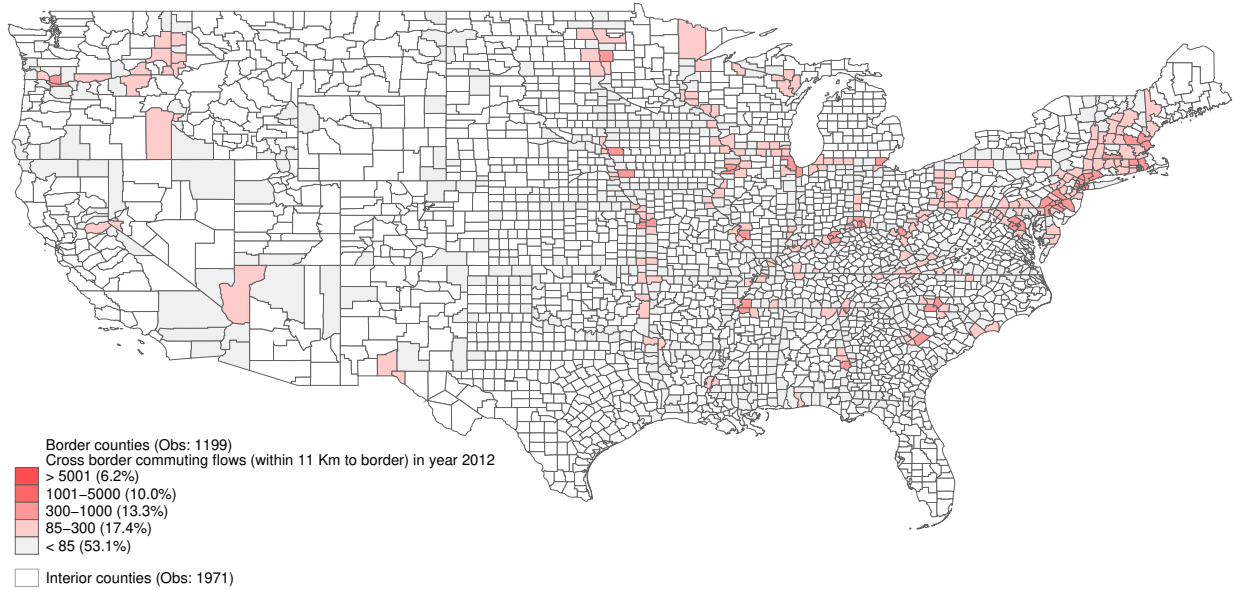 Border counties (Obs: 1199)
Cross border commuting flows (within 11 Km to border) in year 2012
> 5001 (6.2%)
1001−5000 (10.0%)
300−1000 (13.3%)
85−300 (17.4%)
< 85 (53.1%)
Interior counties (Obs: 1971)